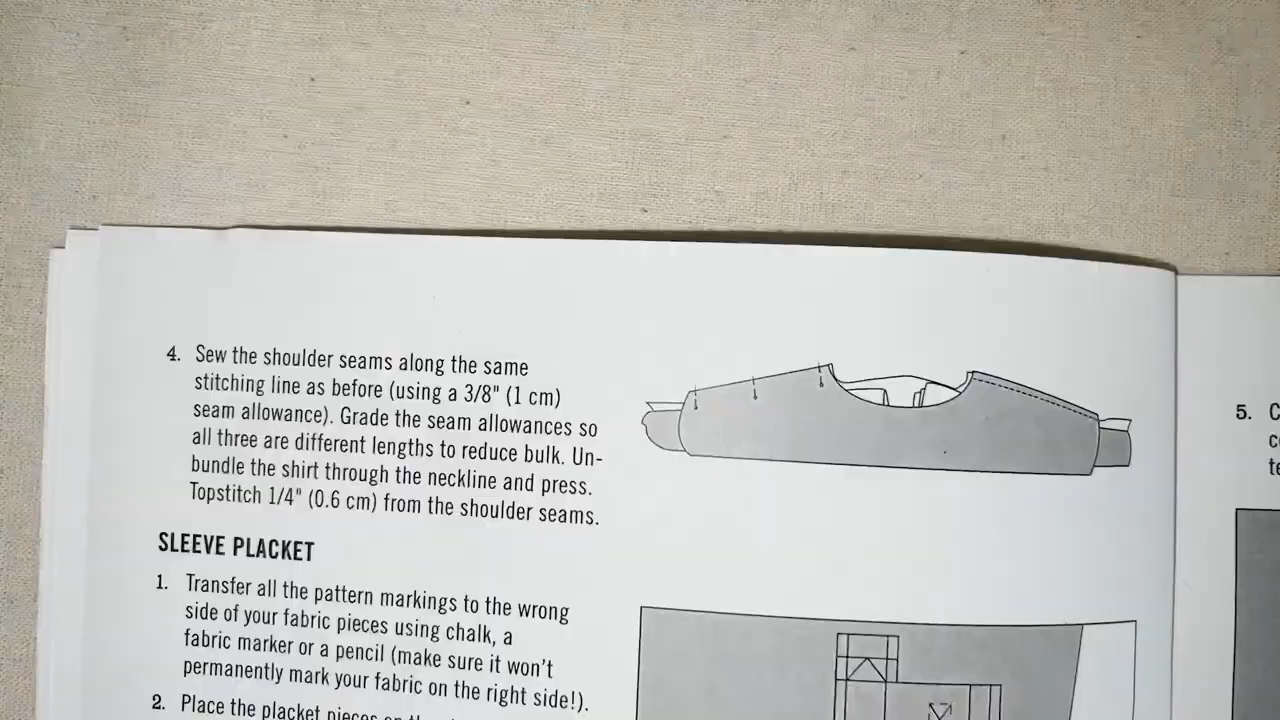 4. Sew the shoulder seams along the same
stitching line as before (using a 3/8" (1 cm)
seam allowance). Grade the seam allowances so
all three are different lengths to reduce bulk. Un-
bundle the shirt through the neckline and press.
Topstitch 1/4" (0.6 cm) from the shoulder seams.
SLEEVE PLACKET
1. Transfer all the pattern markings to the wrong
side of your fabric pieces using chalk, a
fabric marker or a pencil (make sure it won't
permanently mark your fabric on the right side!).
2. Place the placket pieces
5.